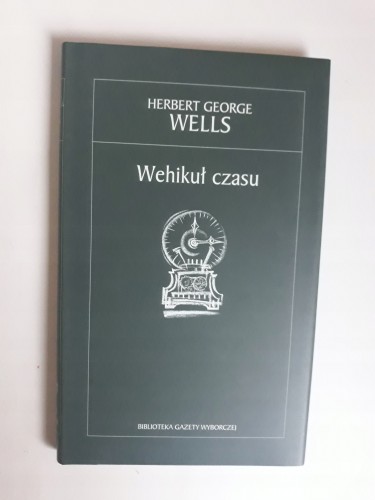 HERBERT GEORGE
WELLS
Wehikuł czasu
BIBLIOTEKA GAZETY WYBORCZEJ